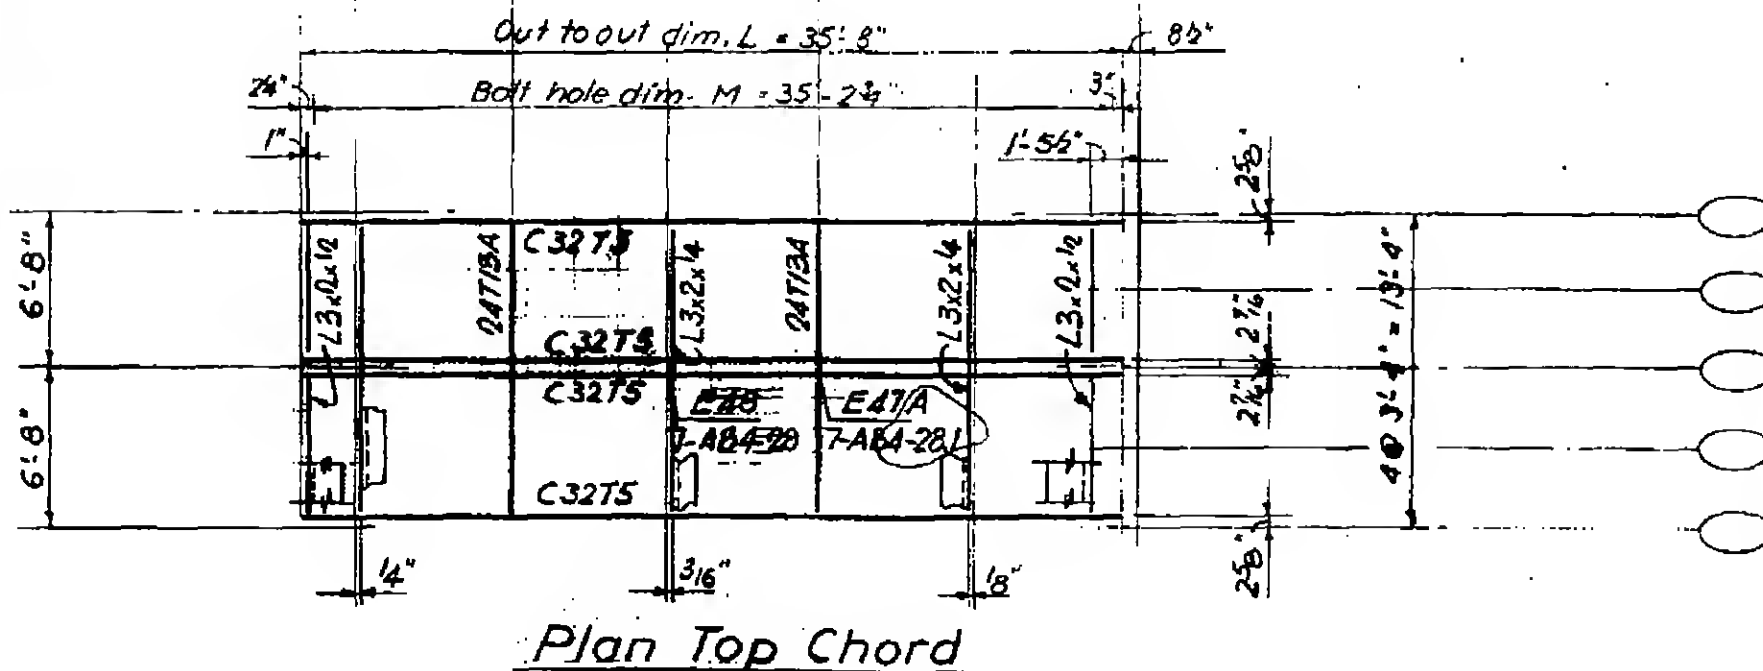 Out to out dim. L = 35'-8"
8½"
2¼"
Bolt hole dim. M = 35'-2¾"
3"
1"
1'-5½"
2⅝"
6'-8"
L3x2x½
24T13A
C32T5
L3x2x¼
24T13A
L3x2x¼
L3x2x½
2 7/16"
4@3'-4" = 13'-4"
C32T5
C32T5
6'-8"
E47A
7-AB4-28
7-AB4-28
2 7/16"
C32T5
2⅝"
¼"
3/16"
⅛"
Plan Top Chord